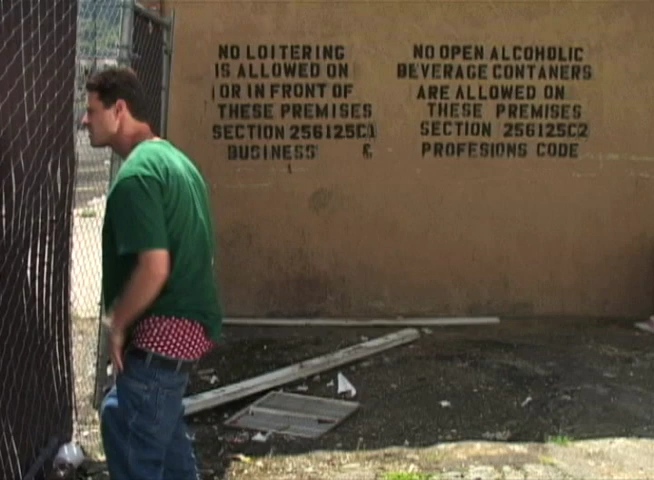 NO LOITERING
IS ALLOWED ON
OR IN FRONT OF
THESE PREMISES
SECTION 256125C1
BUSINESS &
NO OPEN ALCOHOLIC
BEVERAGE CONTANERS
ARE ALLOWED ON
THESE PREMISES
SECTION 256125C2
PROFESIONS CODE